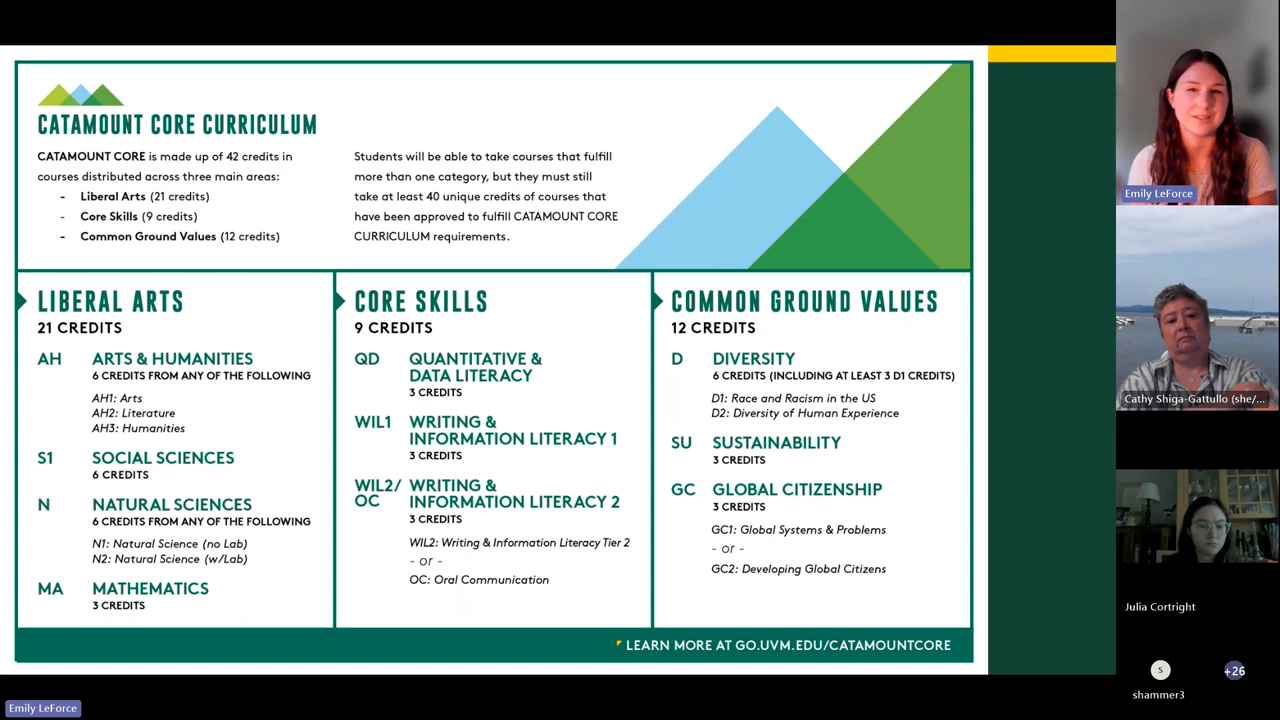 CATAMOUNT CORE CURRICULUM
CATAMOUNT CORE is made up of 42 credits in
courses distributed across three main areas:
- Liberal Arts (21 credits)
- Core Skills (9 credits)
- Common Ground Values (12 credits)
Students will be able to take courses that fulfill
more than one category, but they must still
take at least 40 unique credits of courses that
have been approved to fulfill CATAMOUNT CORE
CURRICULUM requirements.
LIBERAL ARTS
21 CREDITS
AH ARTS & HUMANITIES
6 CREDITS FROM ANY OF THE FOLLOWING
AH1: Arts
AH2: Literature
AH3: Humanities
S1 SOCIAL SCIENCES
6 CREDITS
N NATURAL SCIENCES
6 CREDITS FROM ANY OF THE FOLLOWING
N1: Natural Science (no Lab)
N2: Natural Science (w/Lab)
MA MATHEMATICS
3 CREDITS
CORE SKILLS
9 CREDITS
QD QUANTITATIVE &
DATA LITERACY
3 CREDITS
WIL1 WRITING &
INFORMATION LITERACY 1
3 CREDITS
WIL2/ WRITING &
OC INFORMATION LITERACY 2
3 CREDITS
WIL2: Writing & Information Literacy Tier 2
- or -
OC: Oral Communication
COMMON GROUND VALUES
12 CREDITS
D DIVERSITY
6 CREDITS (INCLUDING AT LEAST 3 D1 CREDITS)
D1: Race and Racism in the US
D2: Diversity of Human Experience
SU SUSTAINABILITY
3 CREDITS
GC GLOBAL CITIZENSHIP
3 CREDITS
GC1: Global Systems & Problems
- or -
GC2: Developing Global Citizens
LEARN MORE AT GO.UVM.EDU/CATAMOUNTCORE
Emily LeForce
Cathy Shiga-Gattullo (she/...
Julia Cortright
S
shammer3
+26
Emily LeForce